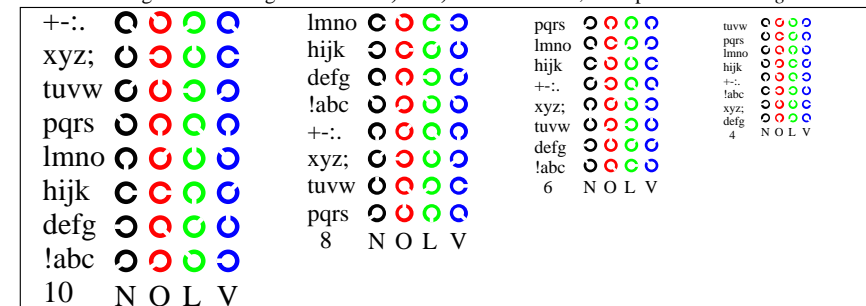 +-:.
xyz;
tuvw
pqrs
lmno
hijk
defg
!abc
10 N O L V
lmno
hijk
defg
!abc
+-:.
xyz;
tuvw
pqrs
8 N O L V
pqrs
lmno
hijk
+-:.
xyz;
tuvw
defg
!abc
6 N O L V
tuvw
pqrs
lmno
hijk
+-:.
!abc
xyz;
defg
4 N O L V